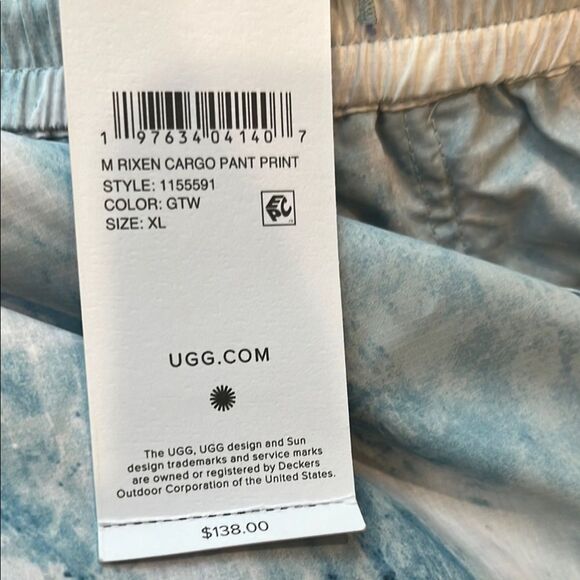 1 97634 04140 7
M RIXEN CARGO PANT PRINT
STYLE: 1155591
COLOR: GTW
SIZE: XL
EPC
UGG.COM
The UGG, UGG design and Sun
design trademarks and service marks
are owned or registered by Deckers
Outdoor Corporation of the United States.
$138.00